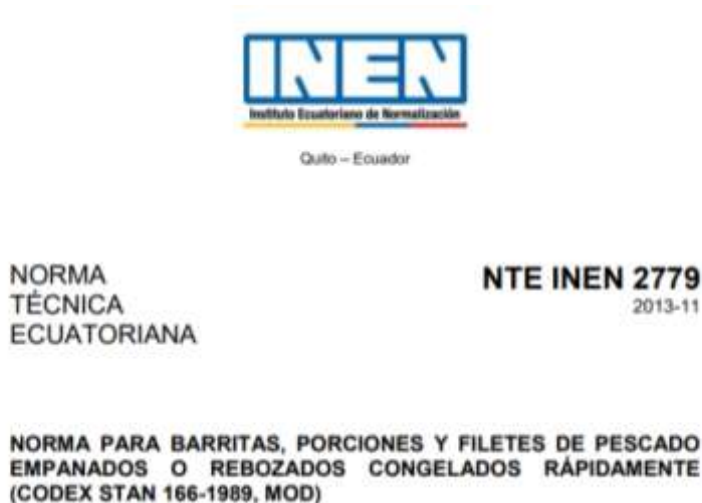 INEN
Instituto Ecuatoriano de Normalización
Quito – Ecuador
NORMA
TÉCNICA
ECUATORIANA
NTE INEN 2779
2013-11
NORMA PARA BARRITAS, PORCIONES Y FILETES DE PESCADO
EMPANADOS O REBOZADOS CONGELADOS RÁPIDAMENTE
(CODEX STAN 166-1989, MOD)